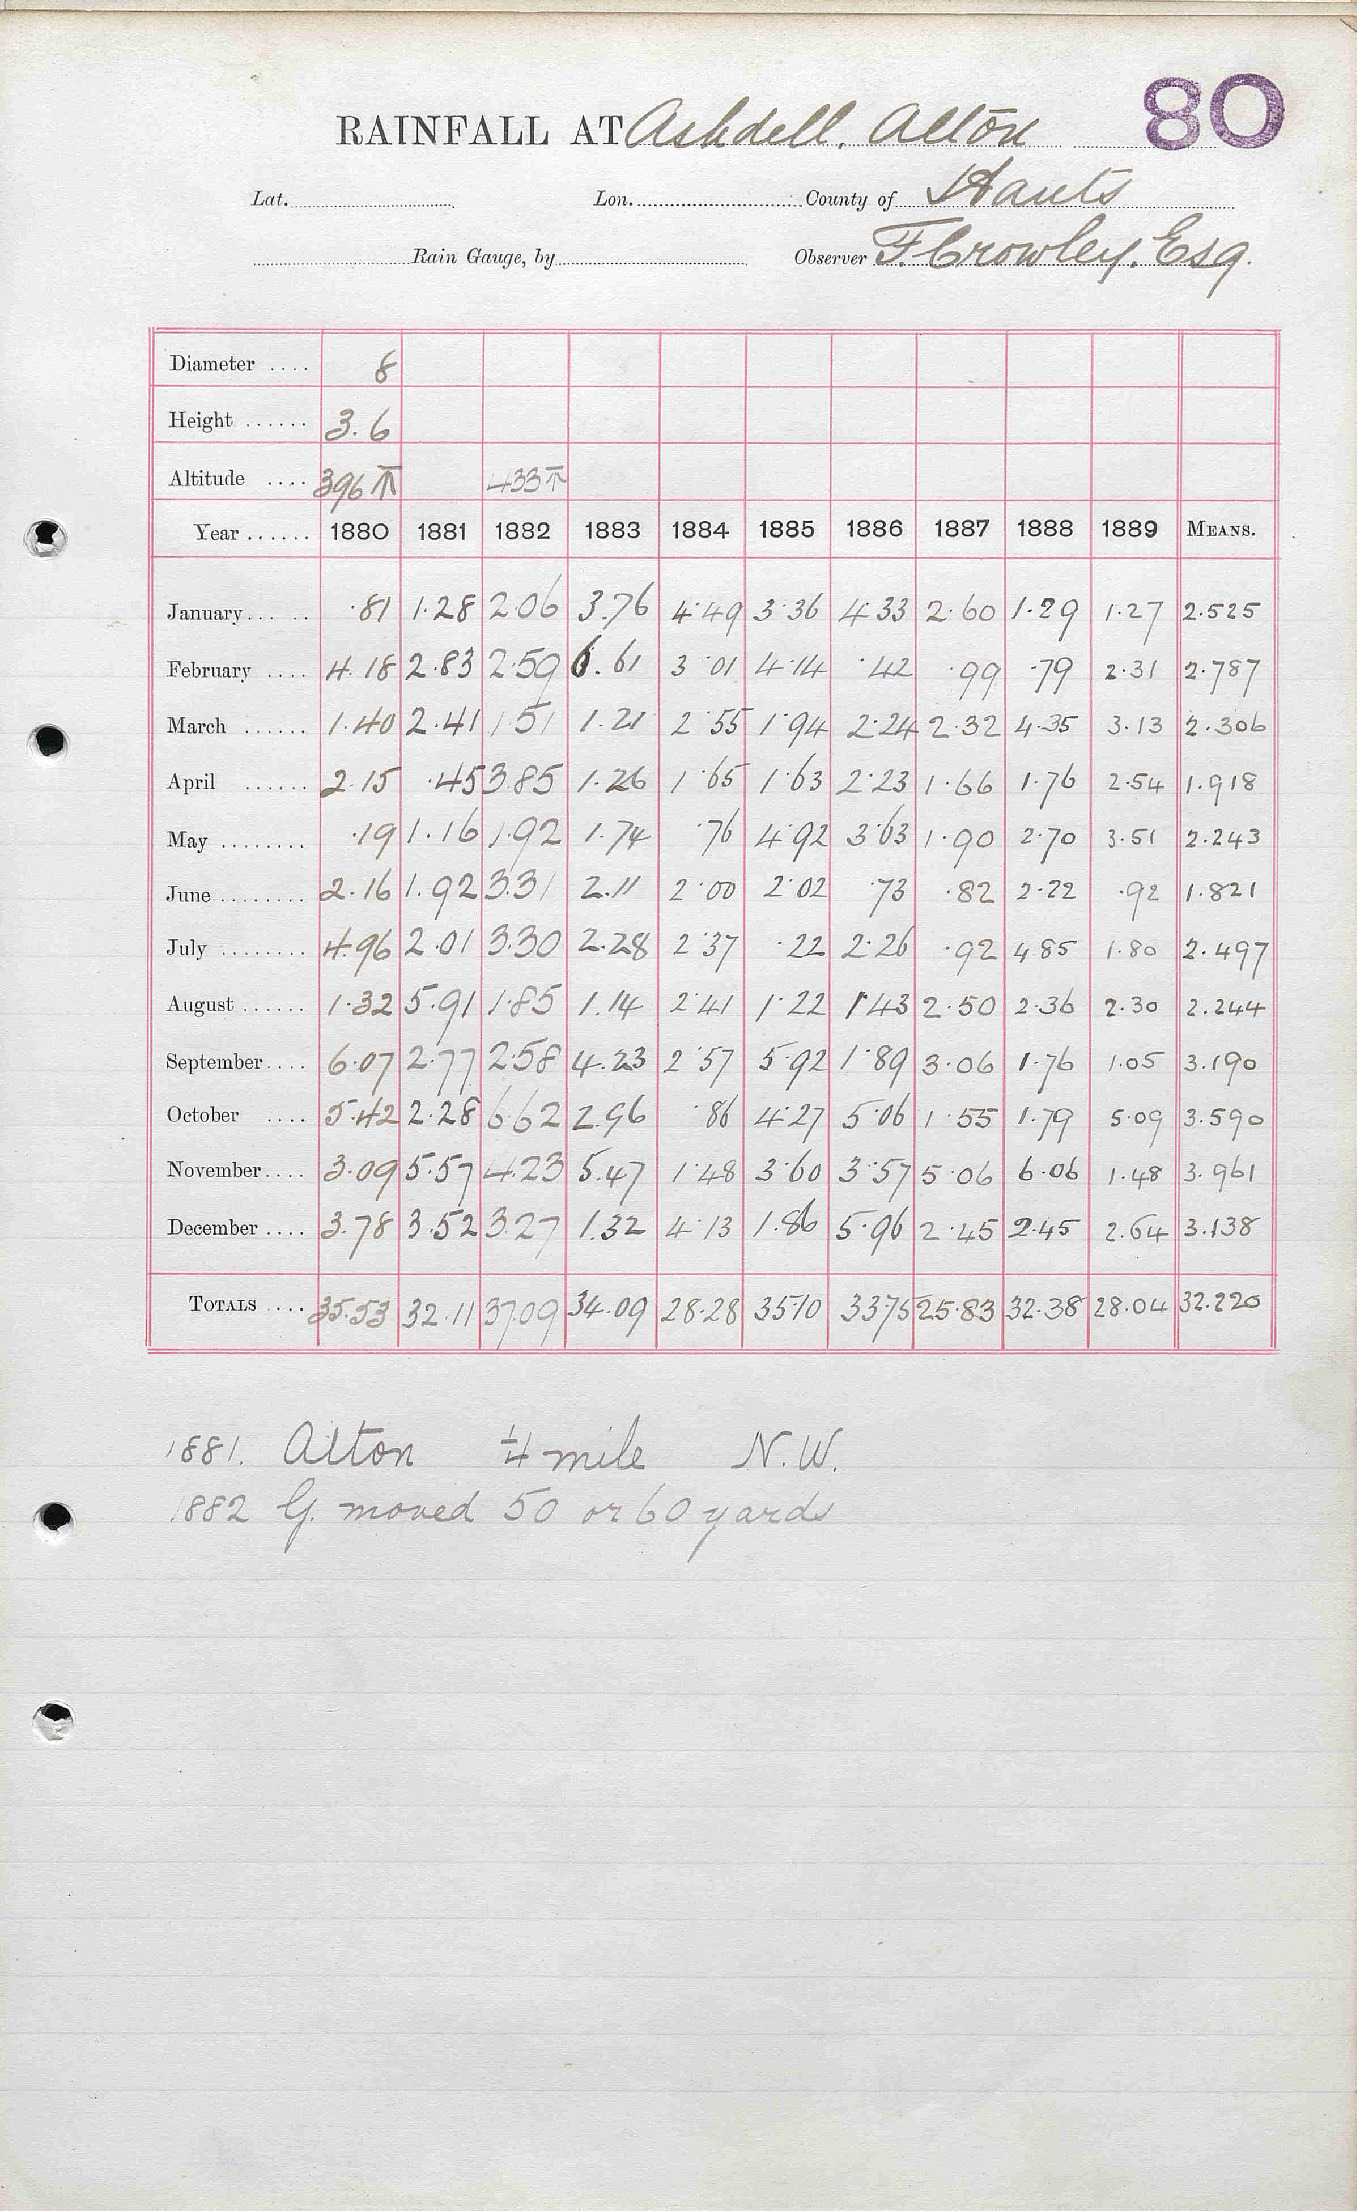 80
RAINFALL AT Ashdell, Alton
Lat. Lon. County of Hants
Rain Gauge, by Observer F. Crowley, Esq.
Diameter .... 8
Height ...... 3.6
Altitude .... 396 T 433 T
Year ...... 1880 1881 1882 1883 1884 1885 1886 1887 1888 1889 MEANS.
January ...... .81 1.28 2.06 3.76 4.49 3.36 4.33 2.60 1.29 1.27 2.525
February .... 4.18 2.83 2.59 6.61 3.01 4.14 .42 .99 .79 2.31 2.787
March ...... 1.40 2.41 1.51 1.21 2.55 1.94 2.24 2.32 4.35 3.13 2.306
April ...... 2.15 .45 3.85 1.26 1.65 1.63 2.23 1.66 1.76 2.54 1.918
May ........ .19 1.16 1.92 1.74 .76 4.92 3.63 1.90 2.70 3.51 2.243
June ........ 2.16 1.92 3.31 2.11 2.00 2.02 .73 .82 2.22 .92 1.821
July ........ 4.96 2.01 3.30 2.28 2.37 .22 2.26 .92 4.85 1.80 2.497
August ...... 1.32 5.91 1.85 1.14 2.41 1.22 1.43 2.50 2.36 2.30 2.244
September .... 6.07 2.77 2.58 4.23 2.57 5.92 1.89 3.06 1.76 1.05 3.190
October .... 5.42 2.28 6.62 2.96 .86 4.27 5.06 1.55 1.79 5.09 3.590
November .... 3.09 5.57 4.23 5.47 1.48 3.60 3.57 5.06 6.06 1.48 3.961
December .... 3.78 3.52 3.27 1.32 4.13 1.86 5.96 2.45 2.45 2.64 3.138
TOTALS .... 35.53 32.11 37.09 34.09 28.28 35.10 33.75 25.83 32.38 28.04 32.220
1881. Alton 1/4 mile N.W.
1882 G. moved 50 or 60 yards